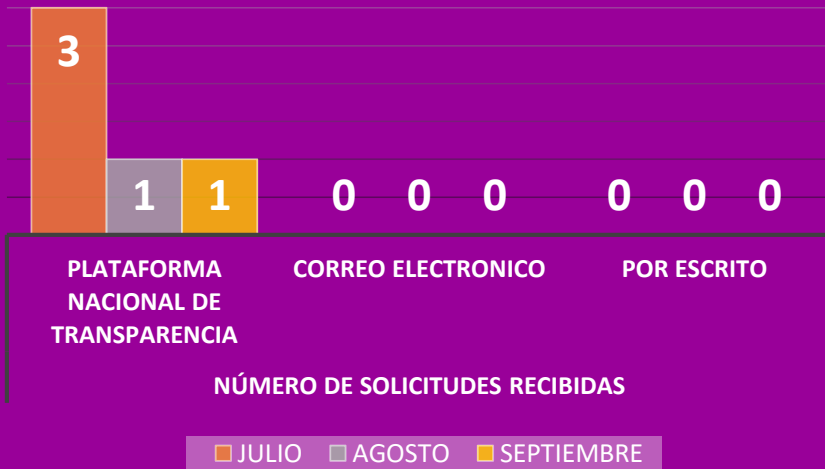 3
1 1 0 0 0 0 0 0
PLATAFORMA
NACIONAL DE
TRANSPARENCIA
CORREO ELECTRONICO
POR ESCRITO
NÚMERO DE SOLICITUDES RECIBIDAS
JULIO AGOSTO SEPTIEMBRE